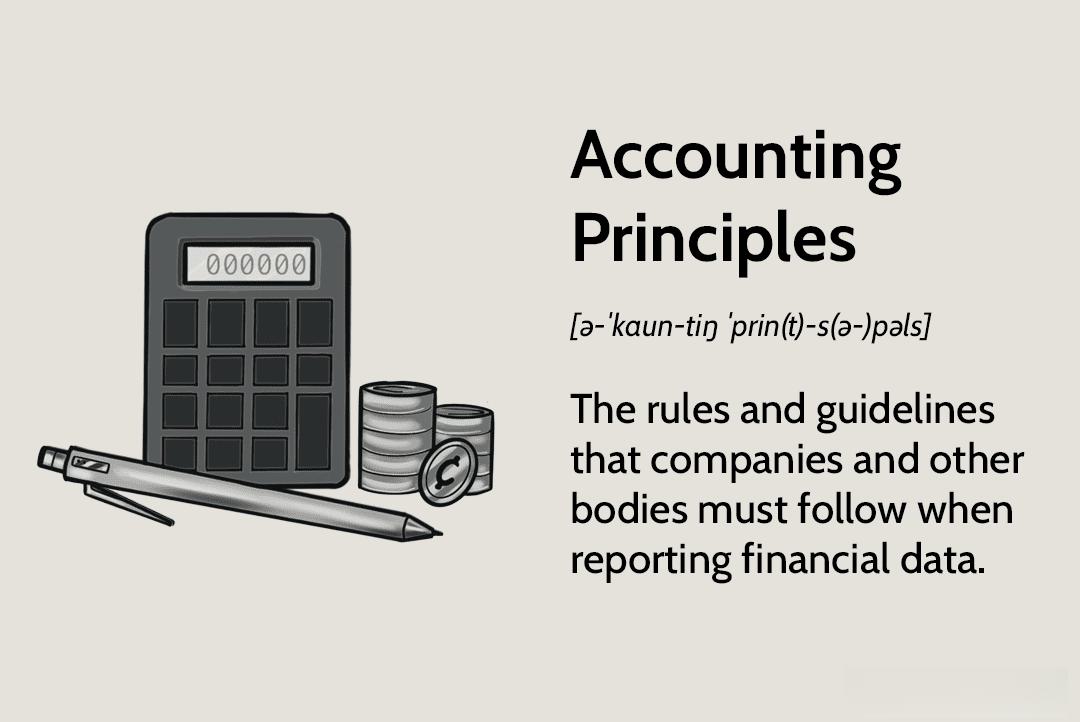 000000
C
Accounting
Principles
[ə-ˈkau̇n-tiŋ ˈprin(t)-s(ə-)pəls]
The rules and guidelines
that companies and other
bodies must follow when
reporting financial data.